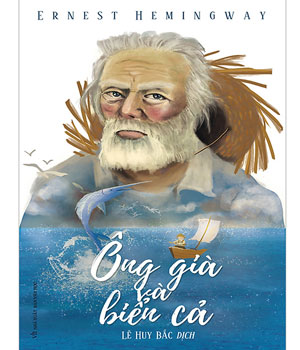 ERNEST HEMINGWAY
Ông già
và
biển cả
LÊ HUY BẮC DỊCH